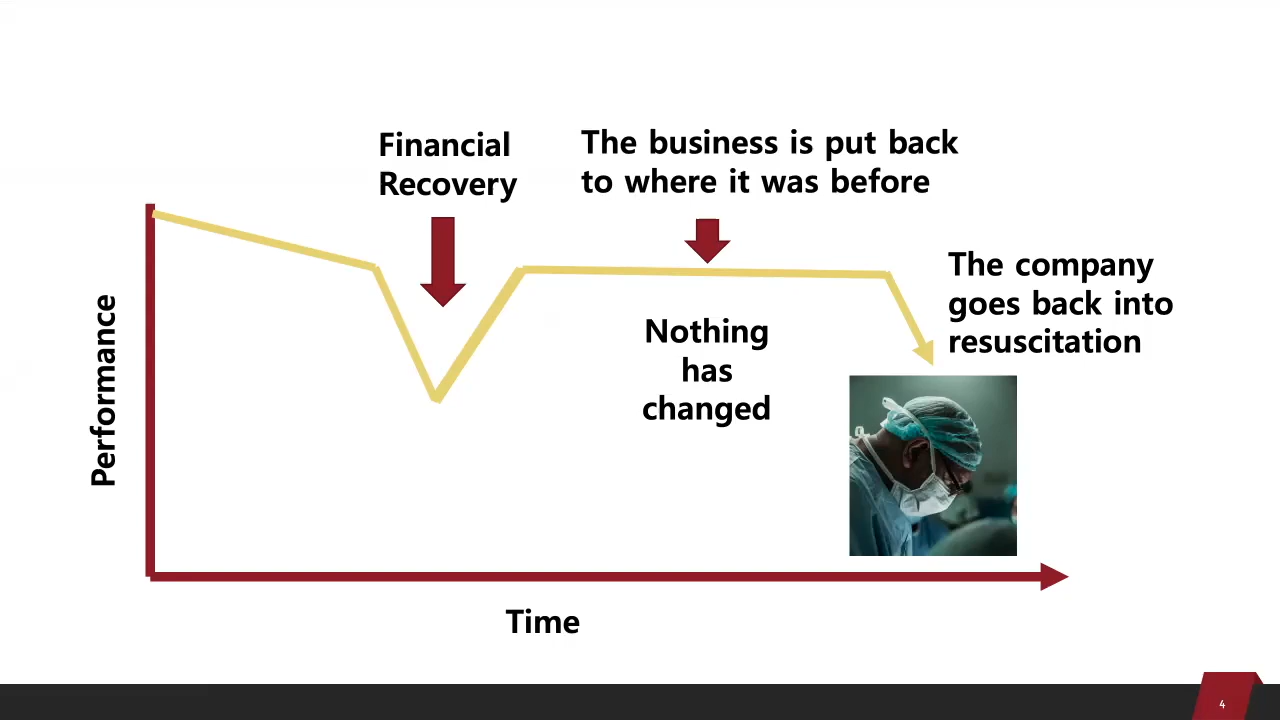 Financial
Recovery
The business is put back
to where it was before
The company
goes back into
resuscitation
Nothing
has
changed
Performance
Time
4